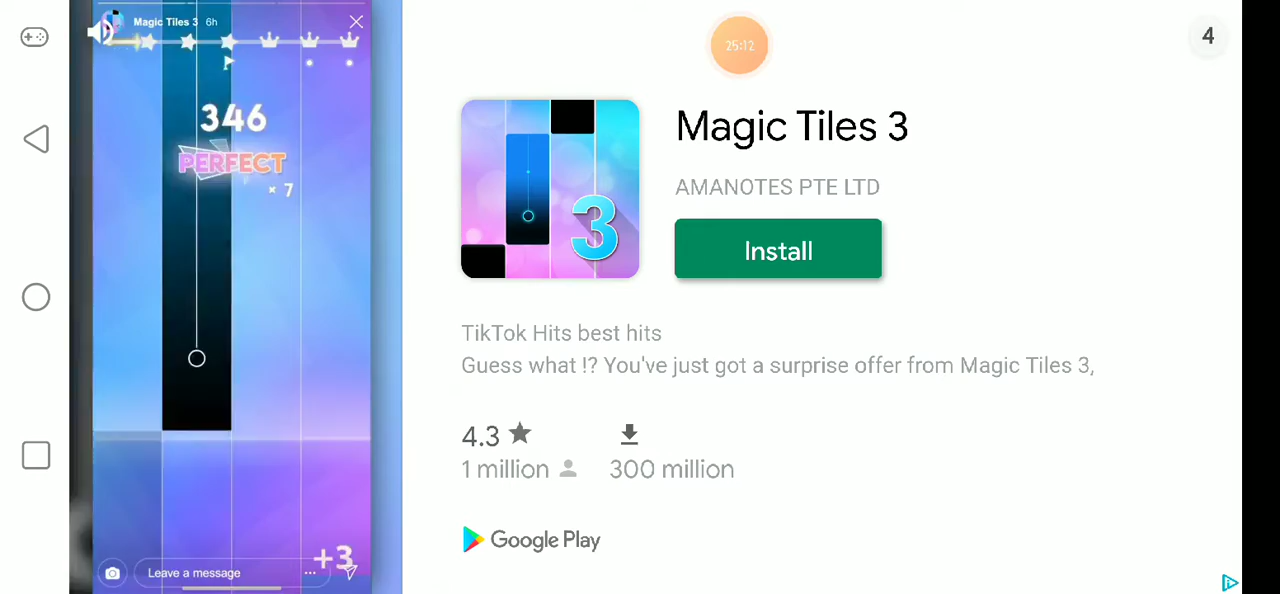 Magic Tiles 3 6h
346
PERFECT
× 7
+3
Leave a message
25:12
4
3
Magic Tiles 3
AMANOTES PTE LTD
Install
TikTok Hits best hits
Guess what !? You've just got a surprise offer from Magic Tiles 3,
4.3
1 million
300 million
Google Play